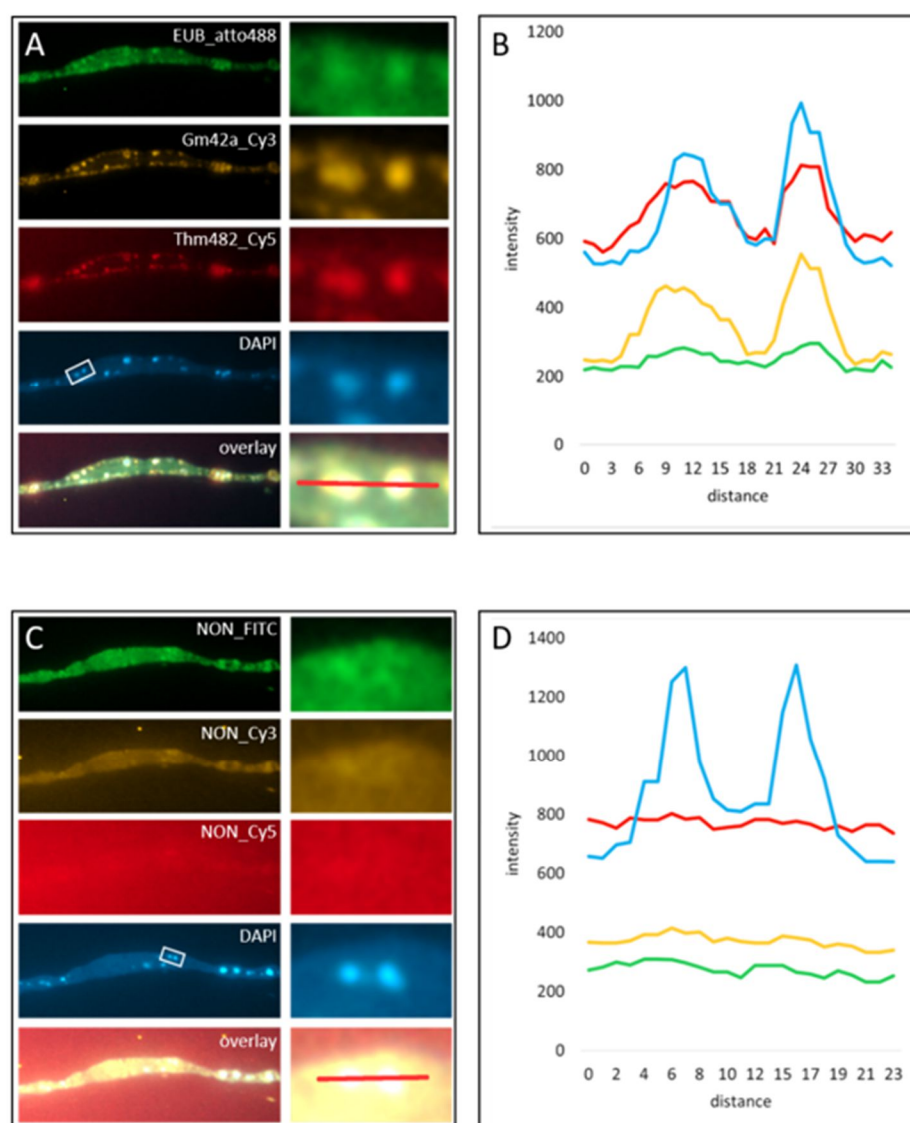 A
EUB_atto488
Gm42a_Cy3
Thm482_Cy5
DAPI
overlay
B
1200
1000
800
600
400
200
0
intensity
0 3 6 9 12 15 18 21 24 27 30 33
distance
C
NON_FITC
NON_Cy3
NON_Cy5
DAPI
overlay
D
1400
1200
1000
800
600
400
200
0
intensity
0 2 4 6 8 10 12 15 17 19 21 23
distance